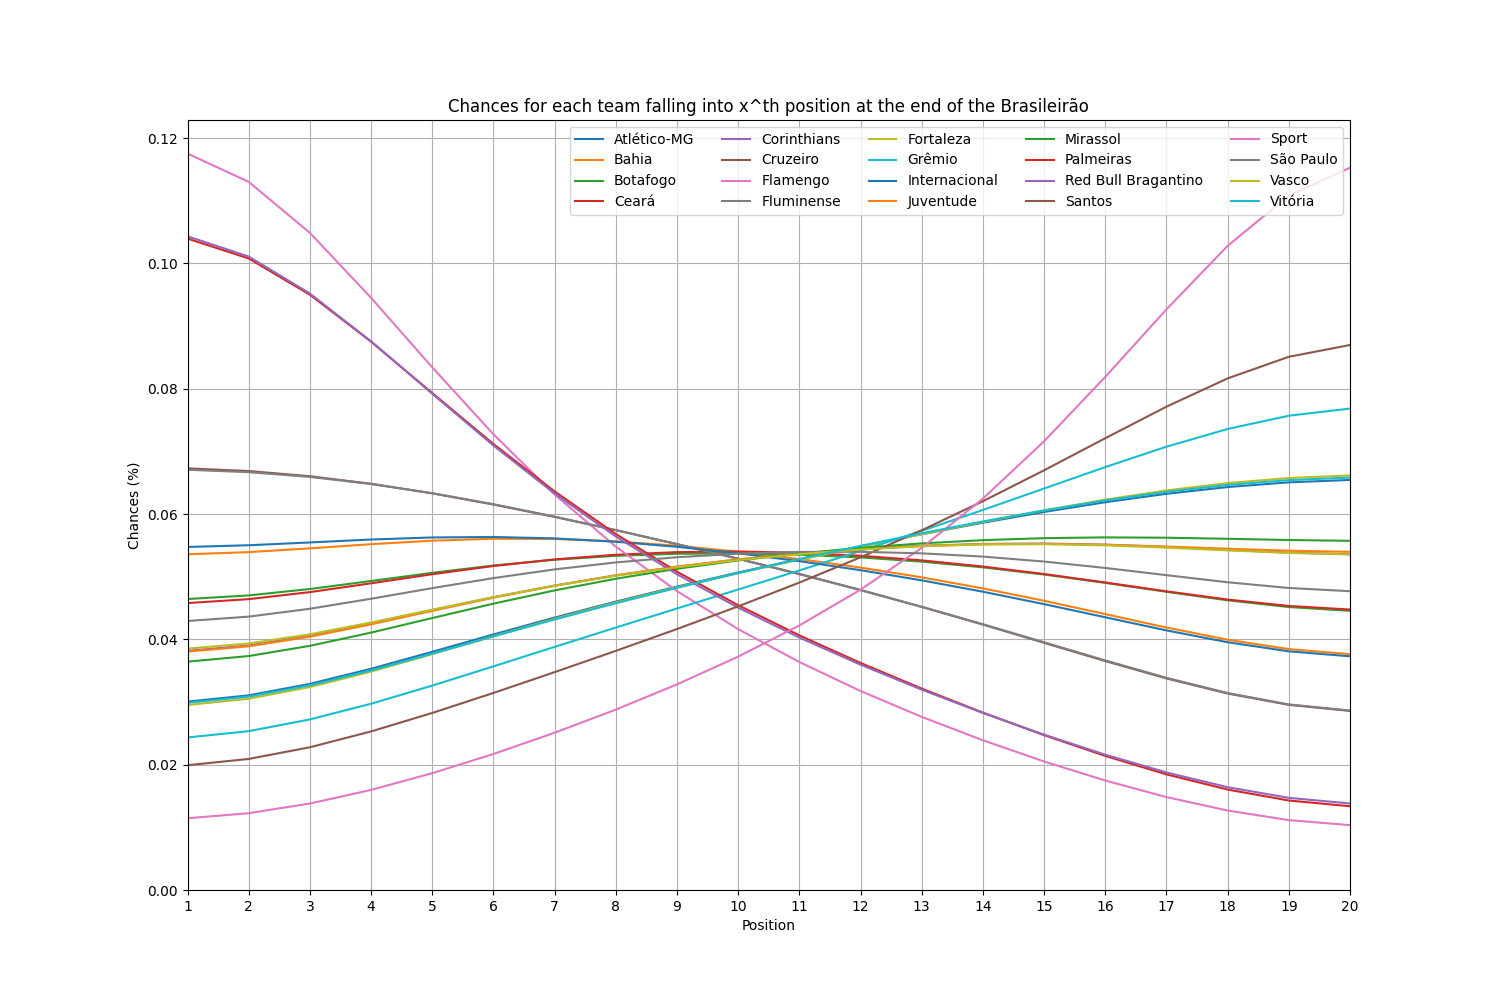 Chances for each team falling into x^th position at the end of the Brasileirão
Atlético-MG
Bahia
Botafogo
Ceará
Corinthians
Cruzeiro
Flamengo
Fluminense
Fortaleza
Grêmio
Internacional
Juventude
Mirassol
Palmeiras
Red Bull Bragantino
Santos
Sport
São Paulo
Vasco
Vitória
0.12
0.10
0.08
0.06
0.04
0.02
0.00
Chances (%)
1 2 3 4 5 6 7 8 9 10 11 12 13 14 15 16 17 18 19 20
Position